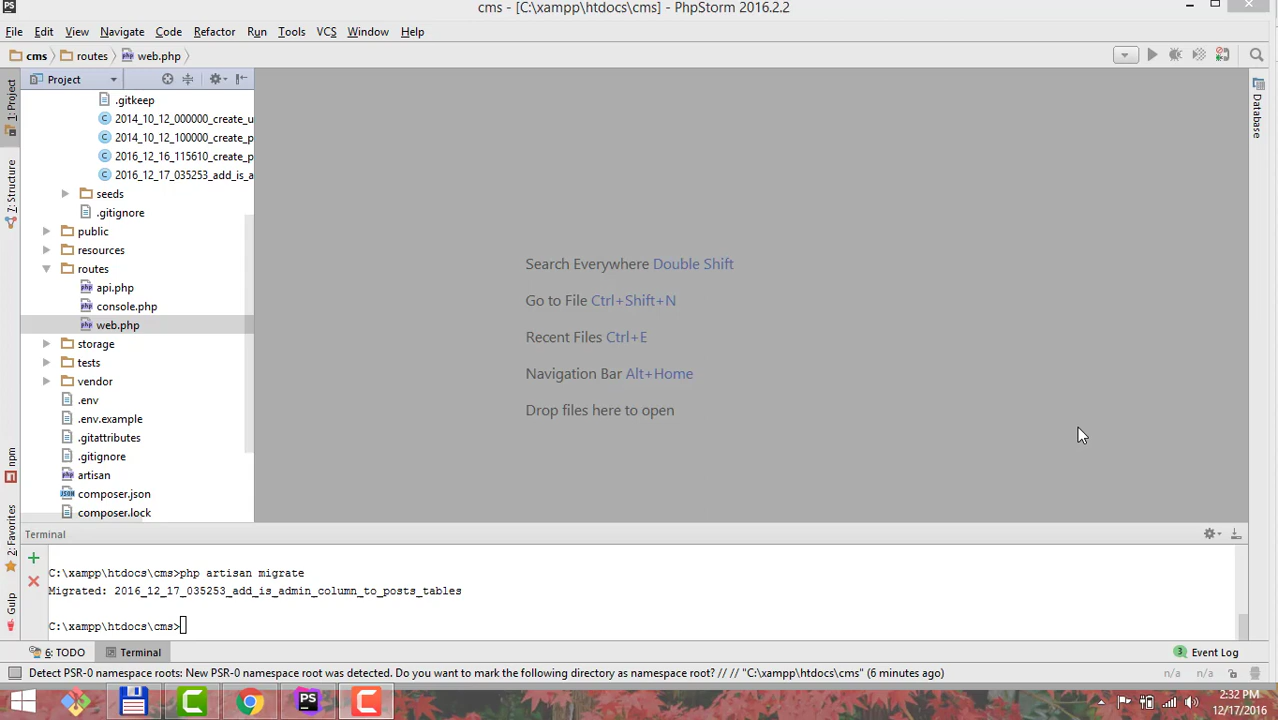 cms - [C:\xampp\htdocs\cms] - PhpStorm 2016.2.2
File Edit View Navigate Code Refactor Run Tools VCS Window Help
cms routes web.php
Project
1: Project
7: Structure
npm
2: Favorites
Gulp
Database
.gitkeep
2014_10_12_000000_create_u
2014_10_12_100000_create_p
2016_12_16_115610_create_p
2016_12_17_035253_add_is_a
seeds
.gitignore
public
resources
routes
api.php
console.php
web.php
storage
tests
vendor
.env
.env.example
.gitattributes
.gitignore
artisan
composer.json
composer.lock
Search Everywhere Double Shift
Go to File Ctrl+Shift+N
Recent Files Ctrl+E
Navigation Bar Alt+Home
Drop files here to open
Terminal
C:\xampp\htdocs\cms>php artisan migrate
Migrated: 2016_12_17_035253_add_is_admin_column_to_posts_tables
C:\xampp\htdocs\cms>
6: TODO Terminal 3 Event Log
Detect PSR-0 namespace roots: New PSR-0 namespace root was detected. Do you want to mark the following directory as namespace root? // // "C:\xampp\htdocs\cms" (6 minutes ago) n/a n/a
2:32 PM
12/17/2016